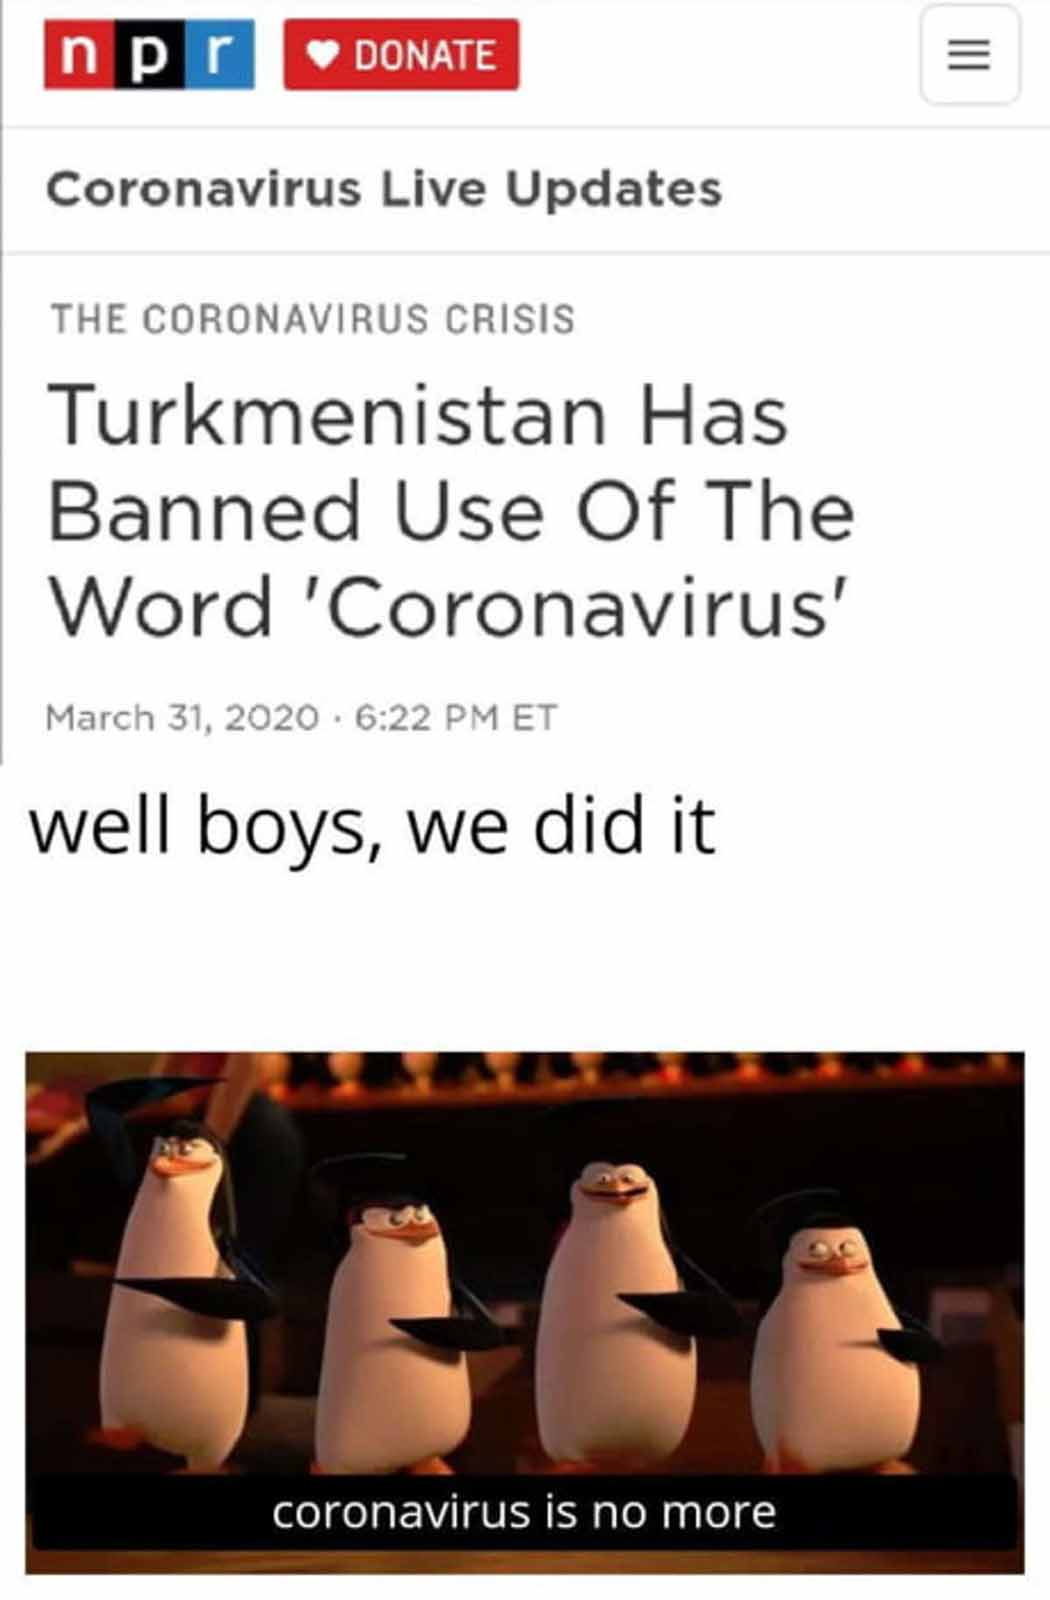 npr
DONATE
Coronavirus Live Updates
THE CORONAVIRUS CRISIS
Turkmenistan Has
Banned Use Of The
Word 'Coronavirus'
March 31, 2020 · 6:22 PM ET
well boys, we did it
coronavirus is no more